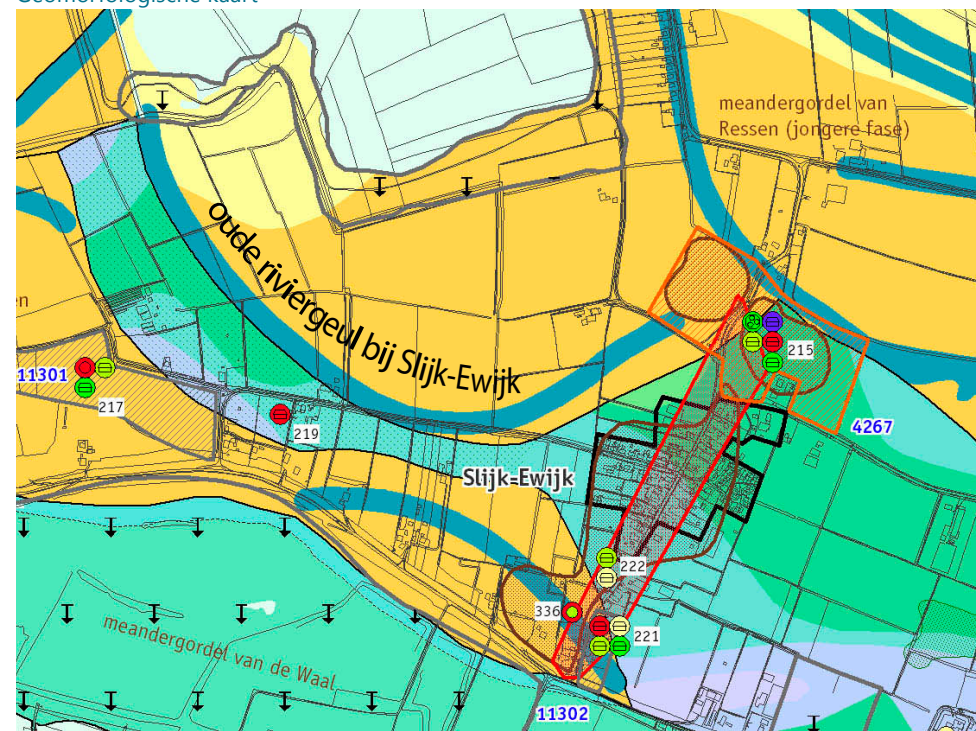 Geomorfologische kaart
meandergordel van
Ressen (jongere fase)
oude riviergeul bij Slijk-Ewijk
en
11301
217
219
215
4267
Slijk-Ewijk
222
336
221
meandergordel van de Waal
11302